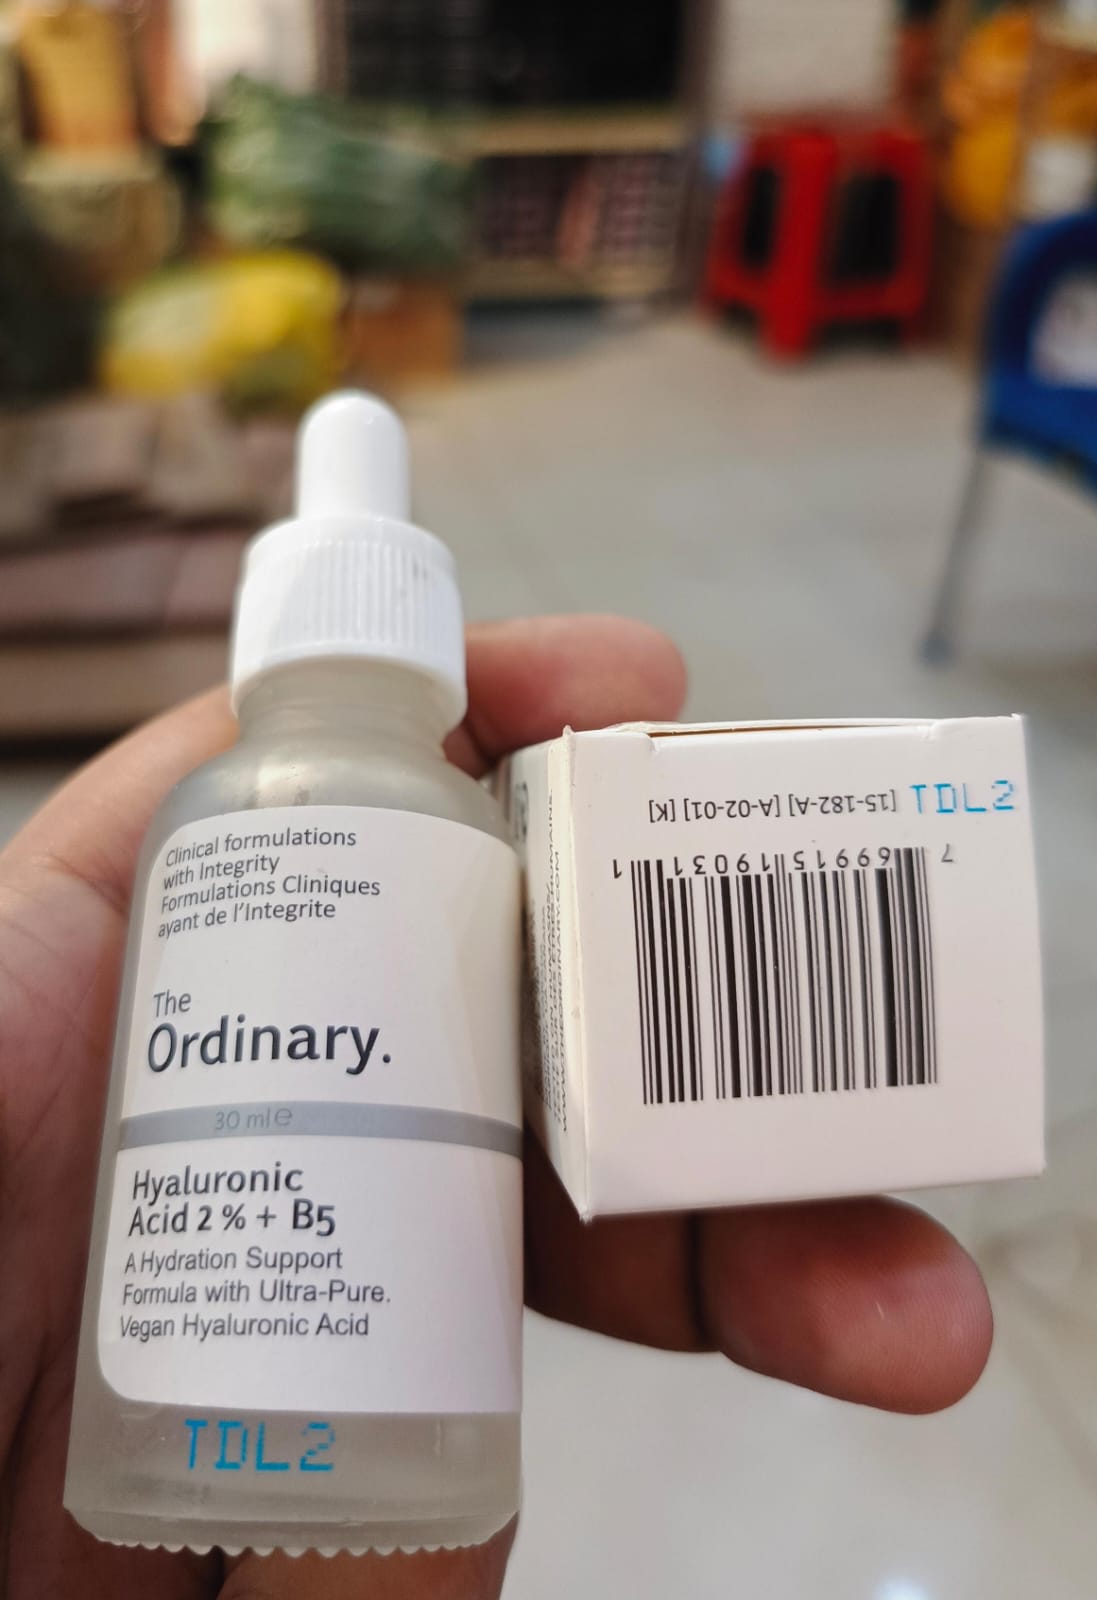 Clinical formulations
with Integrity
Formulations Cliniques
ayant de l'Integrite
The
Ordinary.
30 ml e
Hyaluronic
Acid 2 % + B5
A Hydration Support
Formula with Ultra-Pure.
Vegan Hyaluronic Acid
TDL2
TDL2
[15-182-A] [A-02-01] [K]
7 69915 19031 1